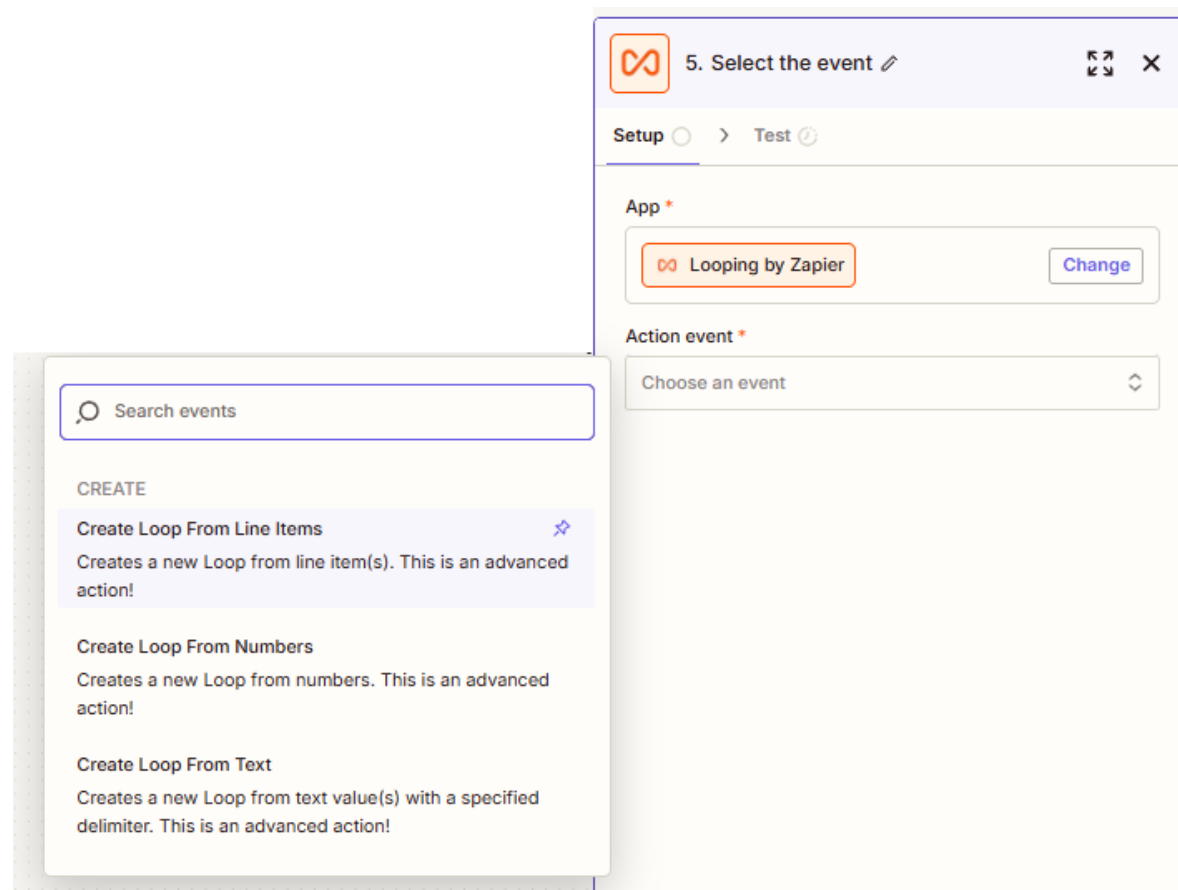 5. Select the event
Setup
Test
App *
Looping by Zapier
Change
Action event *
Choose an event
Search events
CREATE
Create Loop From Line Items
Creates a new Loop from line item(s). This is an advanced
action!
Create Loop From Numbers
Creates a new Loop from numbers. This is an advanced
action!
Create Loop From Text
Creates a new Loop from text value(s) with a specified
delimiter. This is an advanced action!